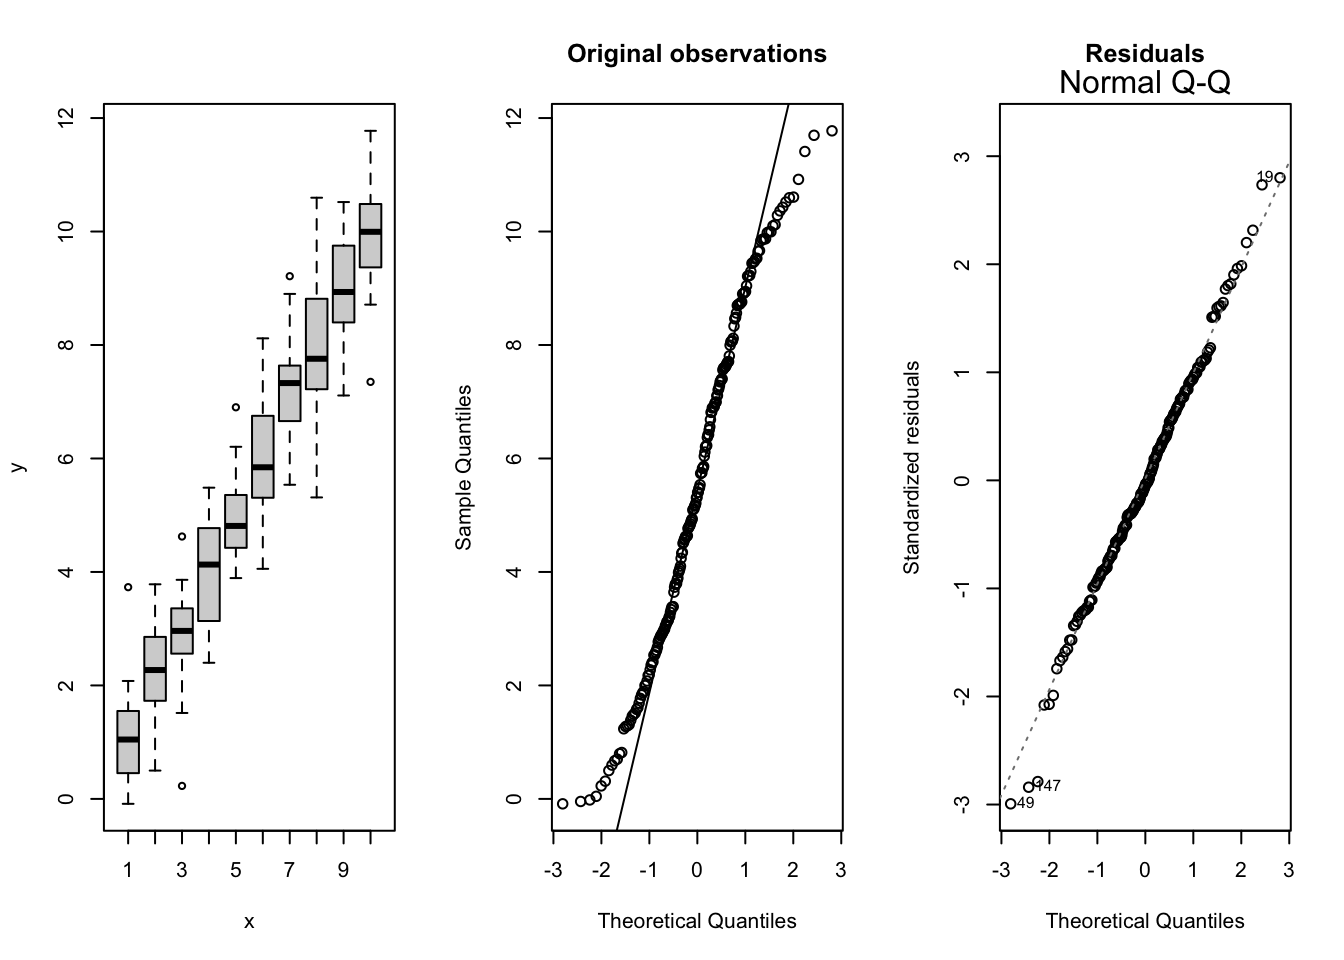 Original observations
Residuals
Normal Q-Q
y
12
10
8
6
4
2
0
1 3 5 7 9
x
Sample Quantiles
12
10
8
6
4
2
0
-3 -2 -1 0 1 2 3
Theoretical Quantiles
Standardized residuals
3
2
1
0
-1
-2
-3
19
147
49
-3 -2 -1 0 1 2 3
Theoretical Quantiles